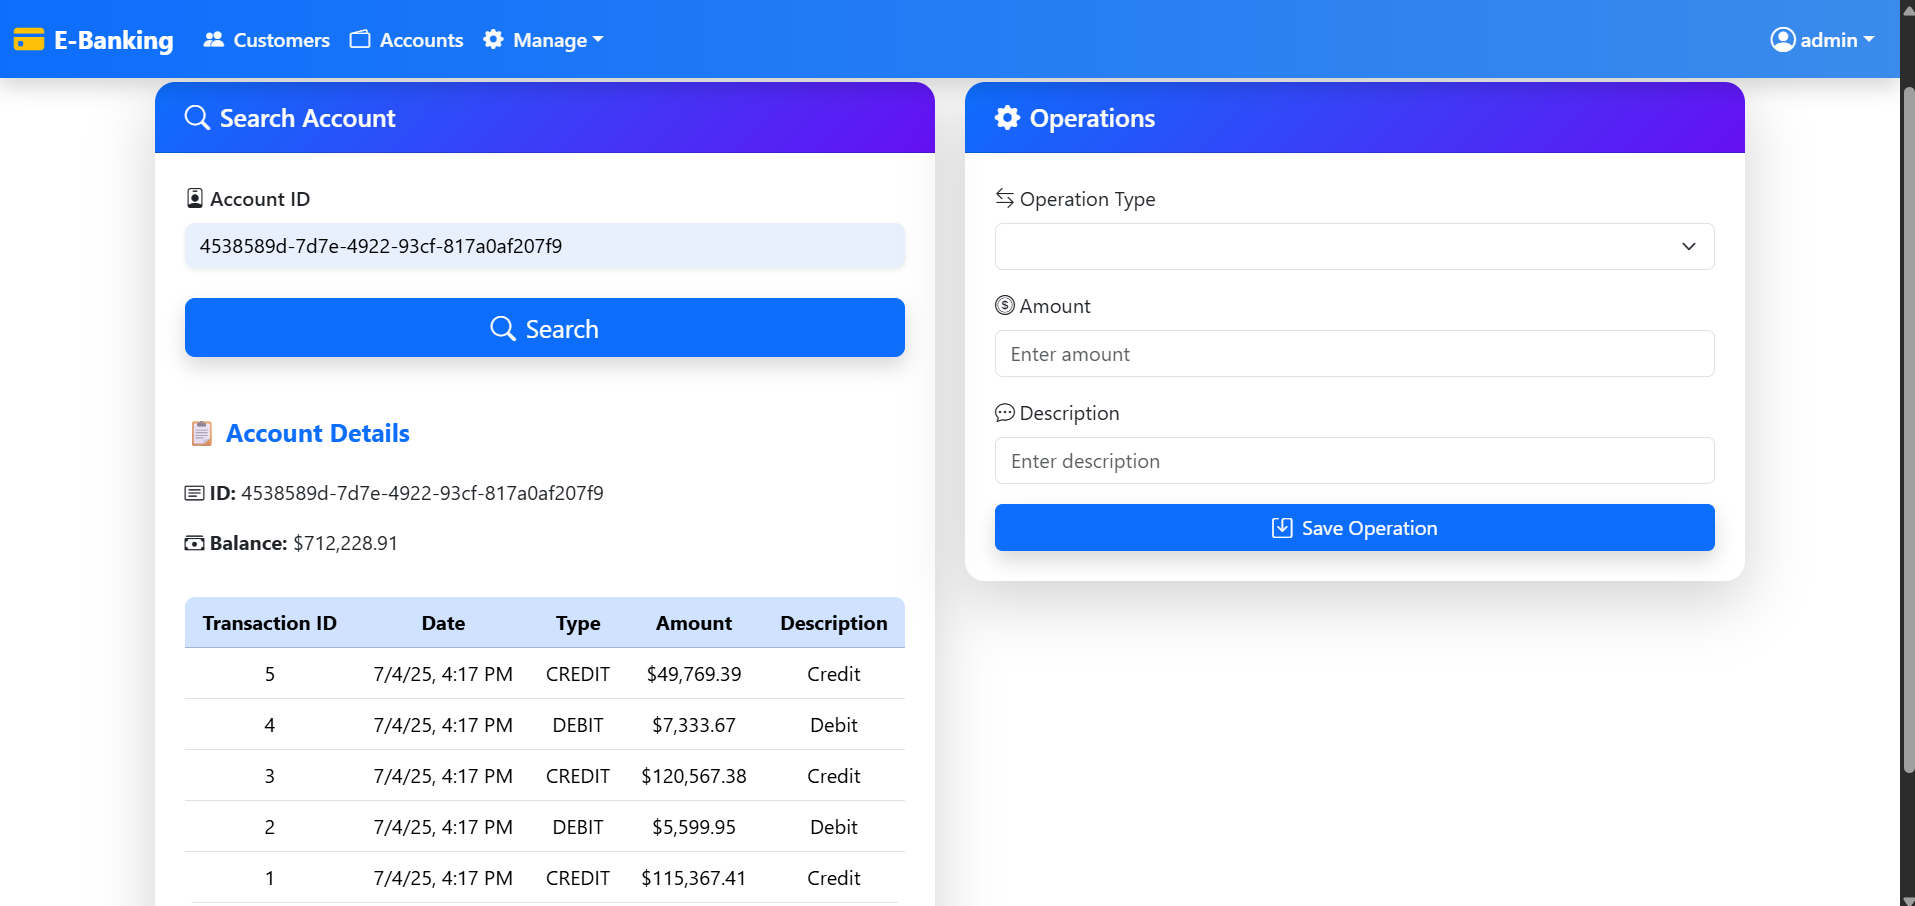 E-Banking Customers Accounts Manage admin
Search Account
Account ID
4538589d-7d7e-4922-93cf-817a0af207f9
Search
Account Details
ID: 4538589d-7d7e-4922-93cf-817a0af207f9
Balance: $712,228.91
Transaction ID Date Type Amount Description
5 7/4/25, 4:17 PM CREDIT $49,769.39 Credit
4 7/4/25, 4:17 PM DEBIT $7,333.67 Debit
3 7/4/25, 4:17 PM CREDIT $120,567.38 Credit
2 7/4/25, 4:17 PM DEBIT $5,599.95 Debit
1 7/4/25, 4:17 PM CREDIT $115,367.41 Credit
Operations
Operation Type
Amount
Enter amount
Description
Enter description
Save Operation